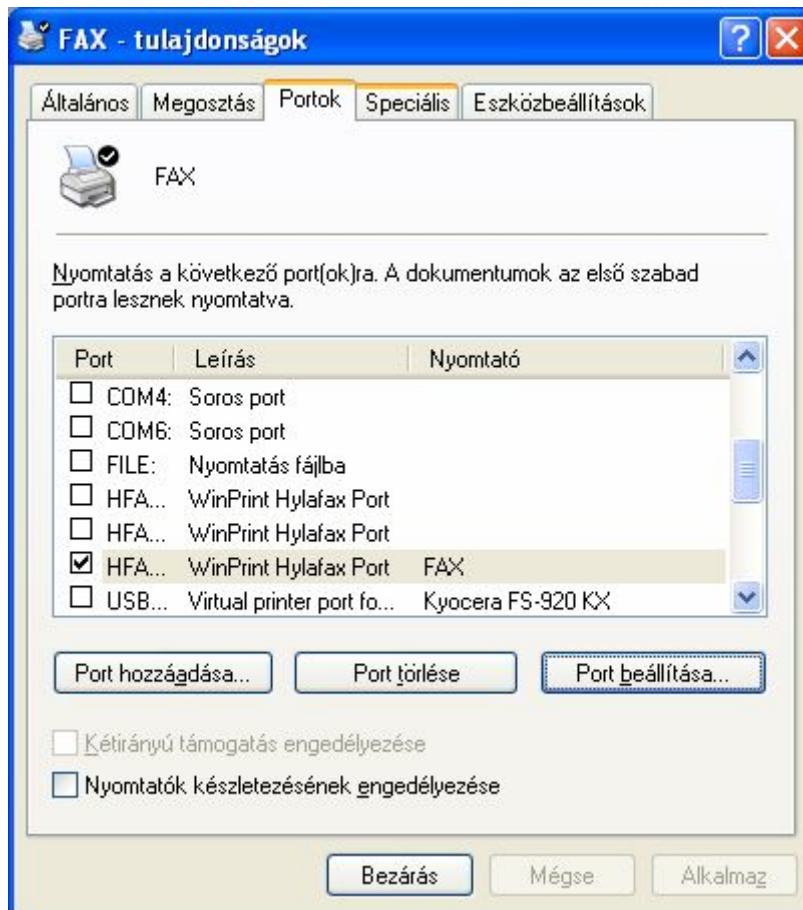 FAX - tulajdonságok
Általános Megosztás Portok Speciális Eszközbeállítások
FAX
Nyomtatás a következő port(ok)ra. A dokumentumok az első szabad
portra lesznek nyomtatva.
Port Leírás Nyomtató
COM4: Soros port
COM6: Soros port
FILE: Nyomtatás fájlba
HFA... WinPrint Hylafax Port
HFA... WinPrint Hylafax Port
HFA... WinPrint Hylafax Port FAX
USB... Virtual printer port fo... Kyocera FS-920 KX
Port hozzáadása... Port törlése Port beállítása...
Kétirányú támogatás engedélyezése
Nyomtatók készletezésének engedélyezése
Bezárás Mégse Alkalmaz